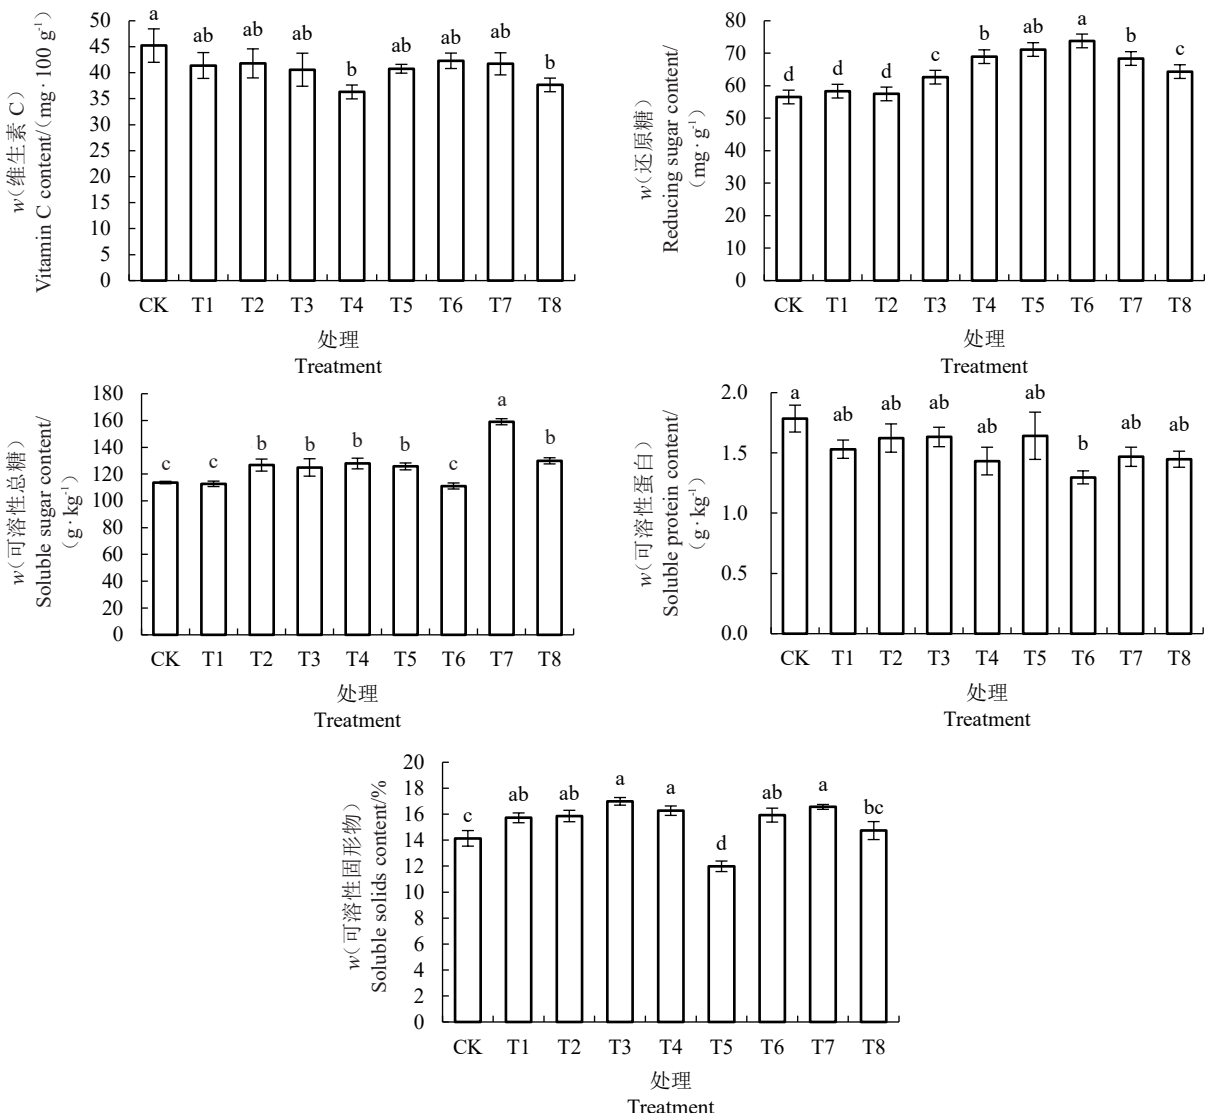 w(维生素 C)
Vitamin C content/(mg·100 g⁻¹)
50
45
40
35
30
25
20
15
10
5
0
a
ab
ab
ab
b
ab
ab
ab
b
CK T1 T2 T3 T4 T5 T6 T7 T8
处理
Treatment
w(还原糖)
Reducing sugar content/
(mg·g⁻¹)
80
70
60
50
40
30
20
10
0
d
d
d
c
b
ab
a
b
c
CK T1 T2 T3 T4 T5 T6 T7 T8
处理
Treatment
w(可溶性总糖)
Soluble sugar content/
(g·kg⁻¹)
180
160
140
120
100
80
60
40
20
0
c
c
b
b
b
b
c
a
b
CK T1 T2 T3 T4 T5 T6 T7 T8
处理
Treatment
w(可溶性蛋白)
Soluble protein content/
(g·kg⁻¹)
2.0
1.5
1.0
0.5
0.0
a
ab
ab
ab
ab
ab
b
ab
ab
CK T1 T2 T3 T4 T5 T6 T7 T8
处理
Treatment
w(可溶性固形物)
Soluble solids content/%
20
18
16
14
12
10
8
6
4
2
0
c
ab
ab
a
a
d
ab
a
bc
CK T1 T2 T3 T4 T5 T6 T7 T8
处理
Treatment